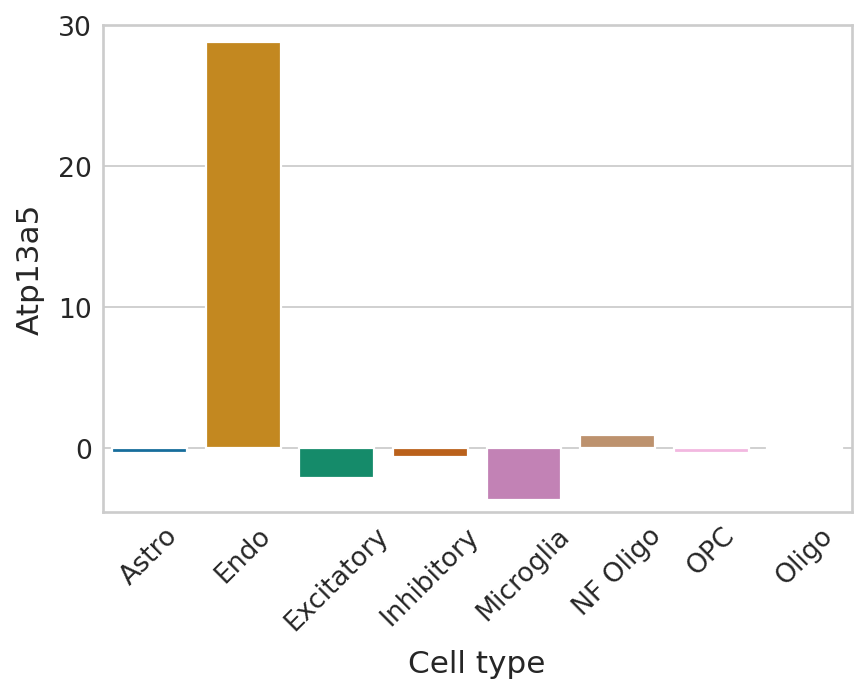 30
20
10
0
Atp13a5
Astro
Endo
Excitatory
Inhibitory
Microglia
NF Oligo
OPC
Oligo
Cell type